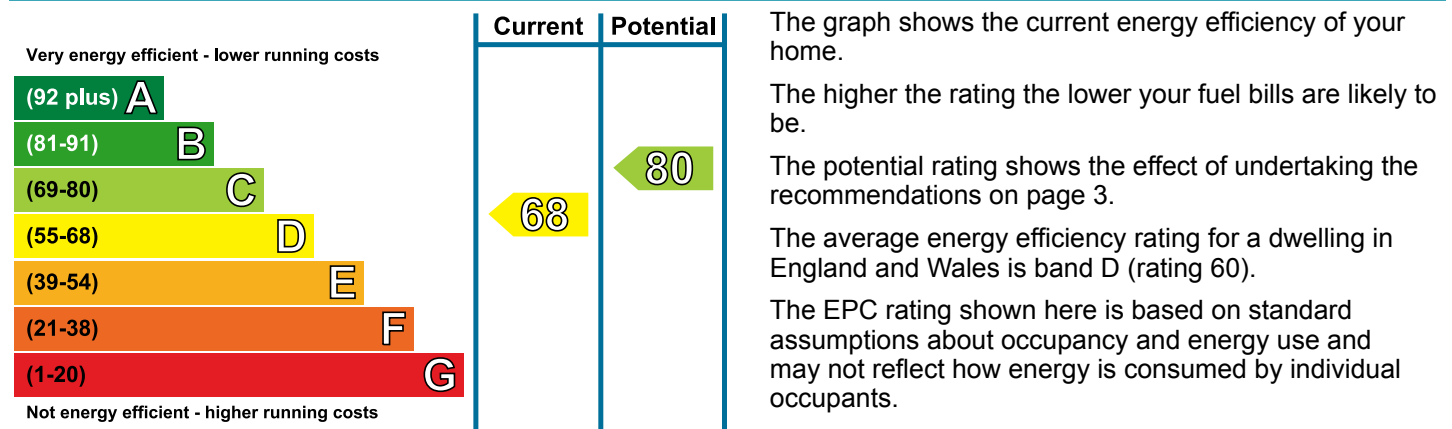 Current Potential
Very energy efficient - lower running costs
(92 plus) A
(81-91) B
(69-80) C
(55-68) D
(39-54) E
(21-38) F
(1-20) G
Not energy efficient - higher running costs
68
80
The graph shows the current energy efficiency of your
home.
The higher the rating the lower your fuel bills are likely to
be.
The potential rating shows the effect of undertaking the
recommendations on page 3.
The average energy efficiency rating for a dwelling in
England and Wales is band D (rating 60).
The EPC rating shown here is based on standard
assumptions about occupancy and energy use and
may not reflect how energy is consumed by individual
occupants.